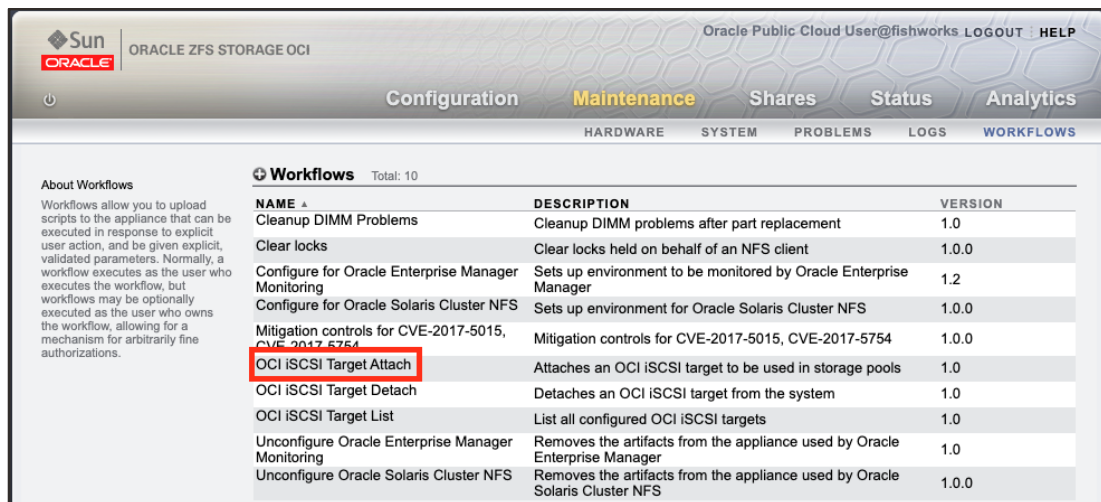 Sun
ORACLE
ORACLE ZFS STORAGE OCI
Oracle Public Cloud User@fishworks LOGOUT HELP
Configuration Maintenance Shares Status Analytics
HARDWARE SYSTEM PROBLEMS LOGS WORKFLOWS
About Workflows
Workflows allow you to upload
scripts to the appliance that can be
executed in response to explicit
user action, and be given explicit,
validated parameters. Normally, a
workflow executes as the user who
executes the workflow, but
workflows may be optionally
executed as the user who owns
the workflow, allowing for a
mechanism for arbitrarily fine
authorizations.
Workflows Total: 10
NAME DESCRIPTION VERSION
Cleanup DIMM Problems Cleanup DIMM problems after part replacement 1.0
Clear locks Clear locks held on behalf of an NFS client 1.0.0
Configure for Oracle Enterprise Manager
Monitoring
Sets up environment to be monitored by Oracle Enterprise
Manager
1.2
Configure for Oracle Solaris Cluster NFS Sets up environment for Oracle Solaris Cluster NFS 1.0.0
Mitigation controls for CVE-2017-5015,
CVE-2017-5754
Mitigation controls for CVE-2017-5015, CVE-2017-5754 1.0.0
OCI iSCSI Target Attach Attaches an OCI iSCSI target to be used in storage pools 1.0
OCI iSCSI Target Detach Detaches an OCI iSCSI target from the system 1.0
OCI iSCSI Target List List all configured OCI iSCSI targets 1.0
Unconfigure Oracle Enterprise Manager
Monitoring
Removes the artifacts from the appliance used by Oracle
Enterprise Manager
1.0
Unconfigure Oracle Solaris Cluster NFS
Removes the artifacts from the appliance used by Oracle
Solaris Cluster NFS
1.0.0